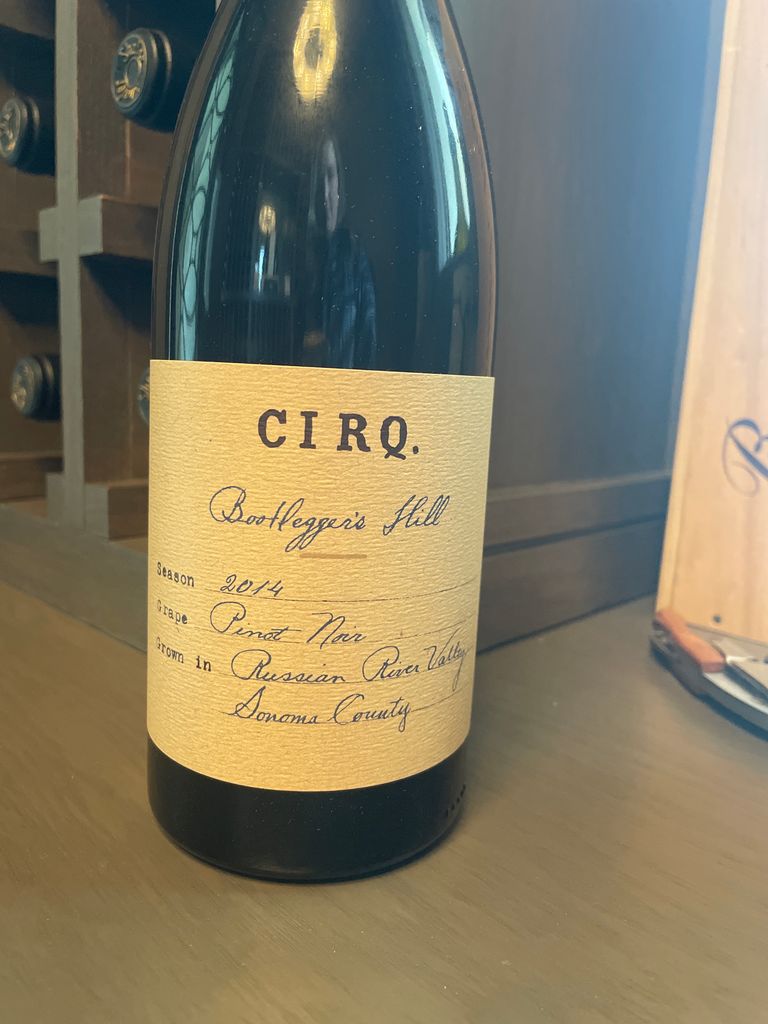 CIRQ.
Bootlegger's Hill
Season 2014
Grape Pinot Noir
Grown in Russian River Valley
Sonoma County
B